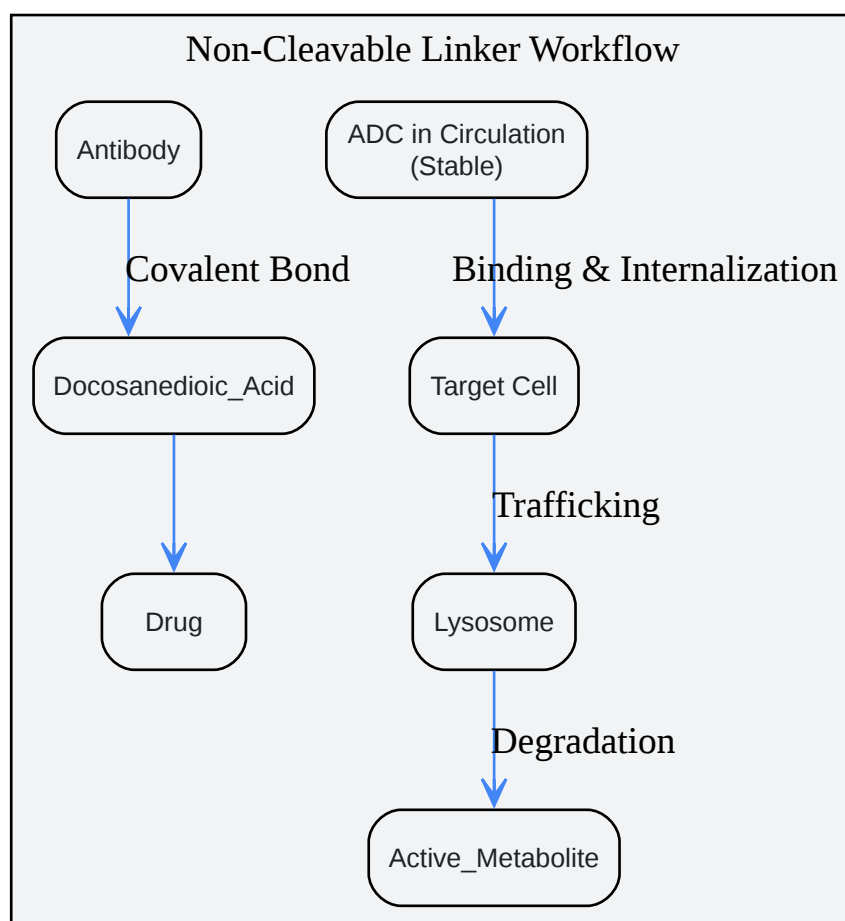 Non-Cleavable Linker Workflow
Antibody
ADC in Circulation
(Stable)
Covalent Bond
Binding & Internalization
Docosanedioic_Acid
Target Cell
Trafficking
Drug
Lysosome
Degradation
Active_Metabolite